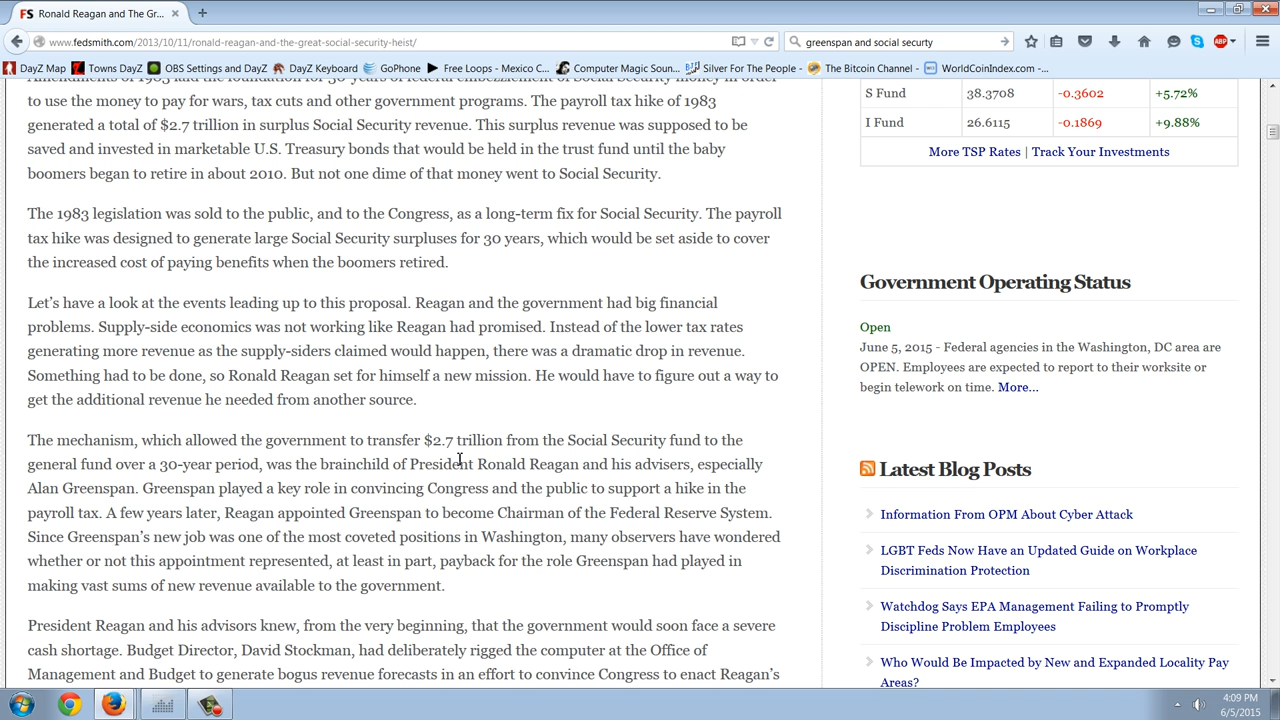 FS Ronald Reagan and The Gr... × +
www.fedsmith.com/2013/10/11/ronald-reagan-and-the-great-social-security-heist/
greenspan and social securty
ABP
DayZ Map
Towns DayZ
OBS Settings and DayZ
DayZ Keyboard
GoPhone
Free Loops - Mexico C...
Computer Magic Soun...
Silver For The People - ...
The Bitcoin Channel - ...
WorldCoinIndex.com -...
Amendments of 1983 laid the foundation for 30-years of federal embezzlement of Social Security money in order
to use the money to pay for wars, tax cuts and other government programs. The payroll tax hike of 1983
generated a total of $2.7 trillion in surplus Social Security revenue. This surplus revenue was supposed to be
saved and invested in marketable U.S. Treasury bonds that would be held in the trust fund until the baby
boomers began to retire in about 2010. But not one dime of that money went to Social Security.
The 1983 legislation was sold to the public, and to the Congress, as a long-term fix for Social Security. The payroll
tax hike was designed to generate large Social Security surpluses for 30 years, which would be set aside to cover
the increased cost of paying benefits when the boomers retired.
Let's have a look at the events leading up to this proposal. Reagan and the government had big financial
problems. Supply-side economics was not working like Reagan had promised. Instead of the lower tax rates
generating more revenue as the supply-siders claimed would happen, there was a dramatic drop in revenue.
Something had to be done, so Ronald Reagan set for himself a new mission. He would have to figure out a way to
get the additional revenue he needed from another source.
The mechanism, which allowed the government to transfer $2.7 trillion from the Social Security fund to the
general fund over a 30-year period, was the brainchild of President Ronald Reagan and his advisers, especially
Alan Greenspan. Greenspan played a key role in convincing Congress and the public to support a hike in the
payroll tax. A few years later, Reagan appointed Greenspan to become Chairman of the Federal Reserve System.
Since Greenspan's new job was one of the most coveted positions in Washington, many observers have wondered
whether or not this appointment represented, at least in part, payback for the role Greenspan had played in
making vast sums of new revenue available to the government.
President Reagan and his advisors knew, from the very beginning, that the government would soon face a severe
cash shortage. Budget Director, David Stockman, had deliberately rigged the computer at the Office of
Management and Budget to generate bogus revenue forecasts in an effort to convince Congress to enact Reagan's
S Fund 38.3708 -0.3602 +5.72%
I Fund 26.6115 -0.1869 +9.88%
More TSP Rates | Track Your Investments
Government Operating Status
Open
June 5, 2015 - Federal agencies in the Washington, DC area are
OPEN. Employees are expected to report to their worksite or
begin telework on time. More...
Latest Blog Posts
Information From OPM About Cyber Attack
LGBT Feds Now Have an Updated Guide on Workplace
Discrimination Protection
Watchdog Says EPA Management Failing to Promptly
Discipline Problem Employees
Who Would Be Impacted by New and Expanded Locality Pay
Areas?
4:09 PM
6/5/2015